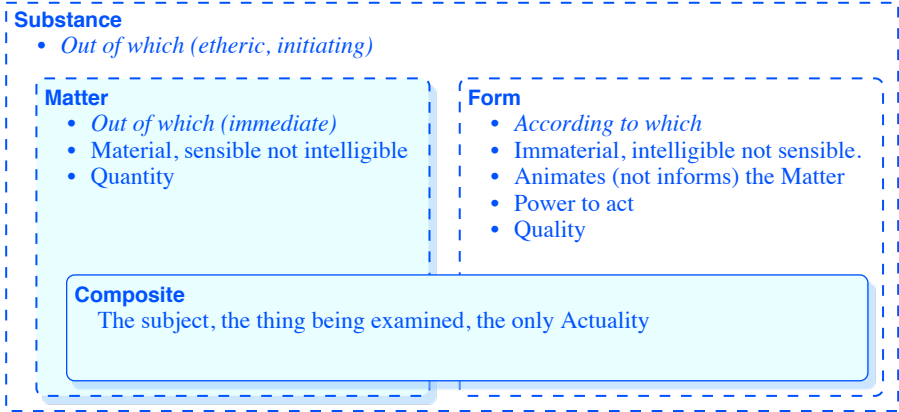 Substance
• Out of which (etheric, initiating)
Matter
• Out of which (immediate)
• Material, sensible not intelligible
• Quantity
Form
• According to which
• Immaterial, intelligible not sensible.
• Animates (not informs) the Matter
• Power to act
• Quality
Composite
The subject, the thing being examined, the only Actuality